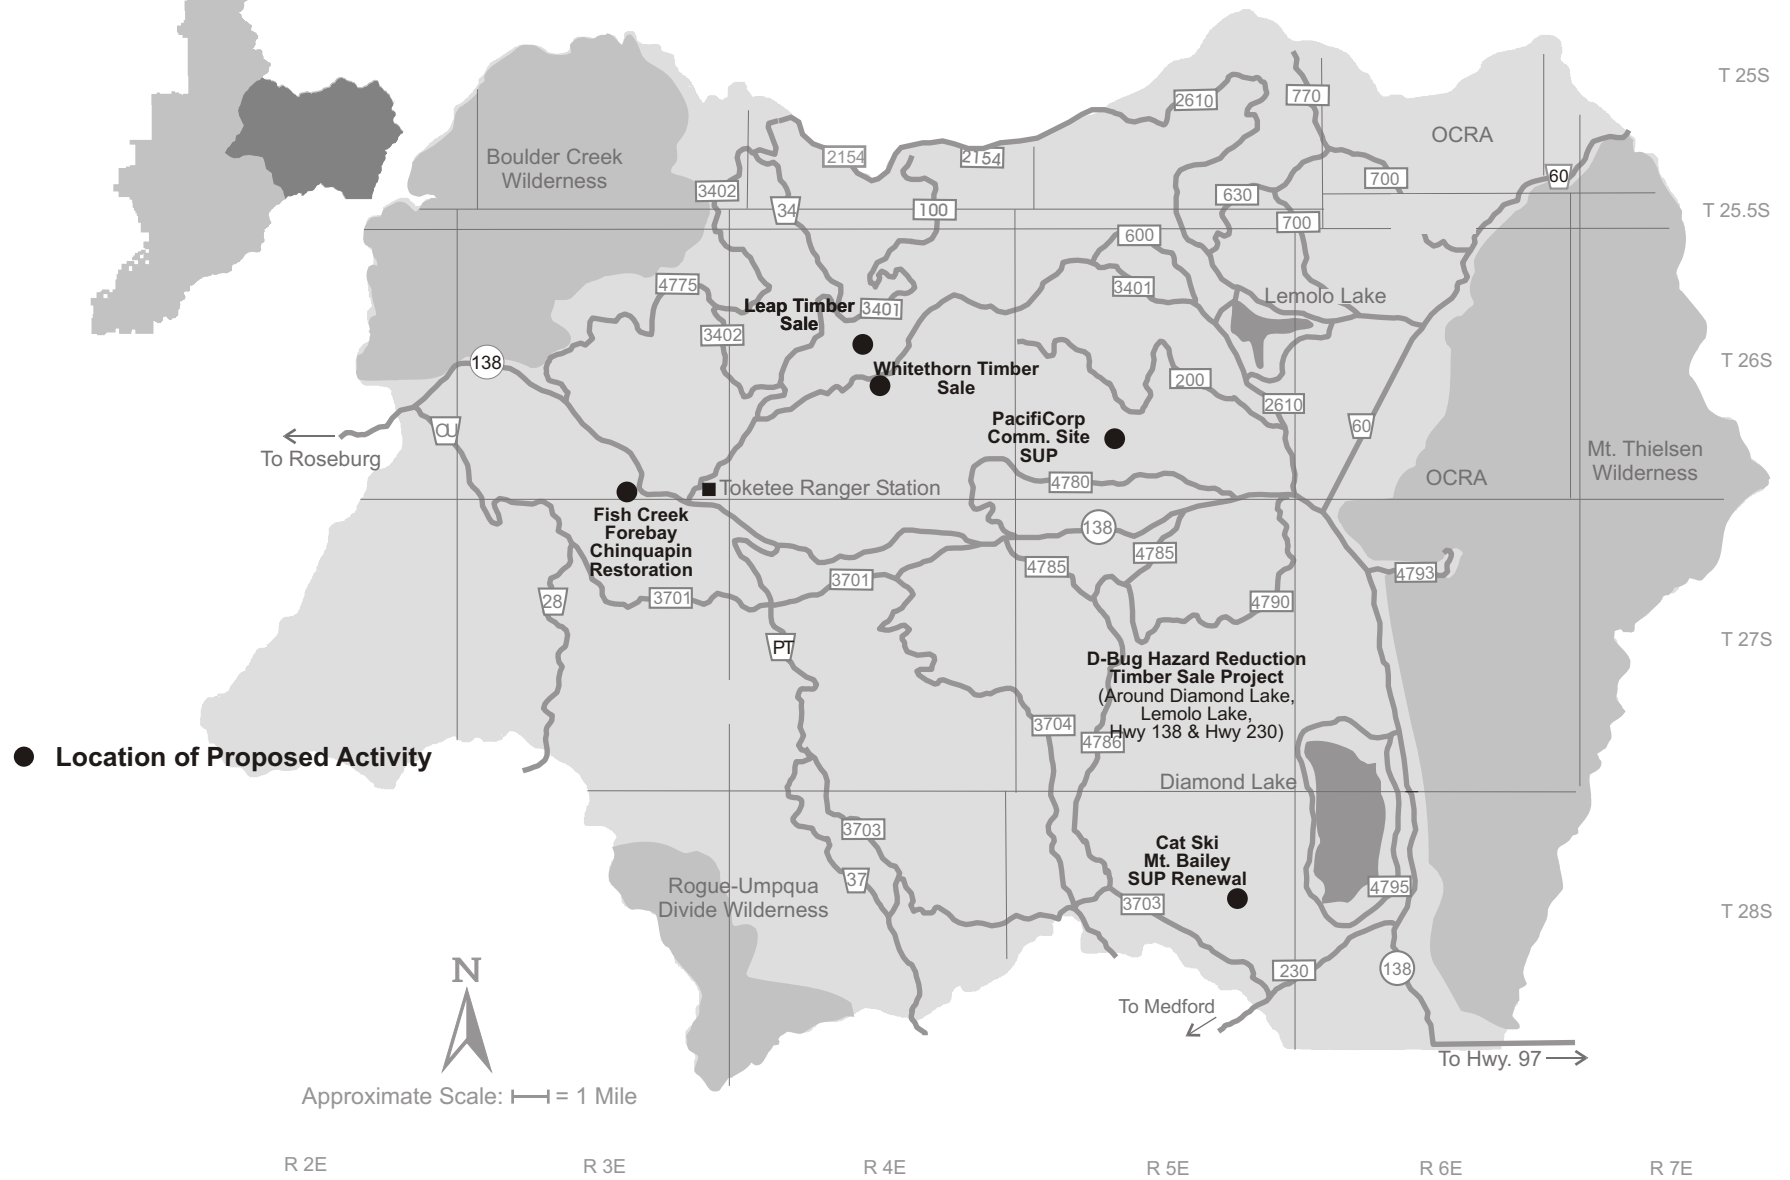 T 25S
2610
770
OCRA
Boulder Creek
Wilderness
2154
2154
60
700
3402
630
34
100
T 25.5S
700
600
4775
3401
Lemolo Lake
Leap Timber
Sale
3401
3402
138
T 26S
Whitethorn Timber
Sale
200
2610
PacifiCorp
Comm. Site
SUP
60
OU
To Roseburg
Mt. Thielsen
Wilderness
OCRA
4780
Toketee Ranger Station
Fish Creek
Forebay
Chinquapin
Restoration
138
4785
4785
4793
3701
3701
28
4790
T 27S
PT
D-Bug Hazard Reduction
Timber Sale Project
(Around Diamond Lake,
Lemolo Lake,
Hwy 138 & Hwy 230)
3704
4786
Location of Proposed Activity
Diamond Lake
3703
Cat Ski
Mt. Bailey
SUP Renewal
37
Rogue-Umpqua
Divide Wilderness
4795
3703
T 28S
N
230
138
To Medford
To Hwy. 97
Approximate Scale: = 1 Mile
R 2E
R 3E
R 4E
R 5E
R 6E
R 7E